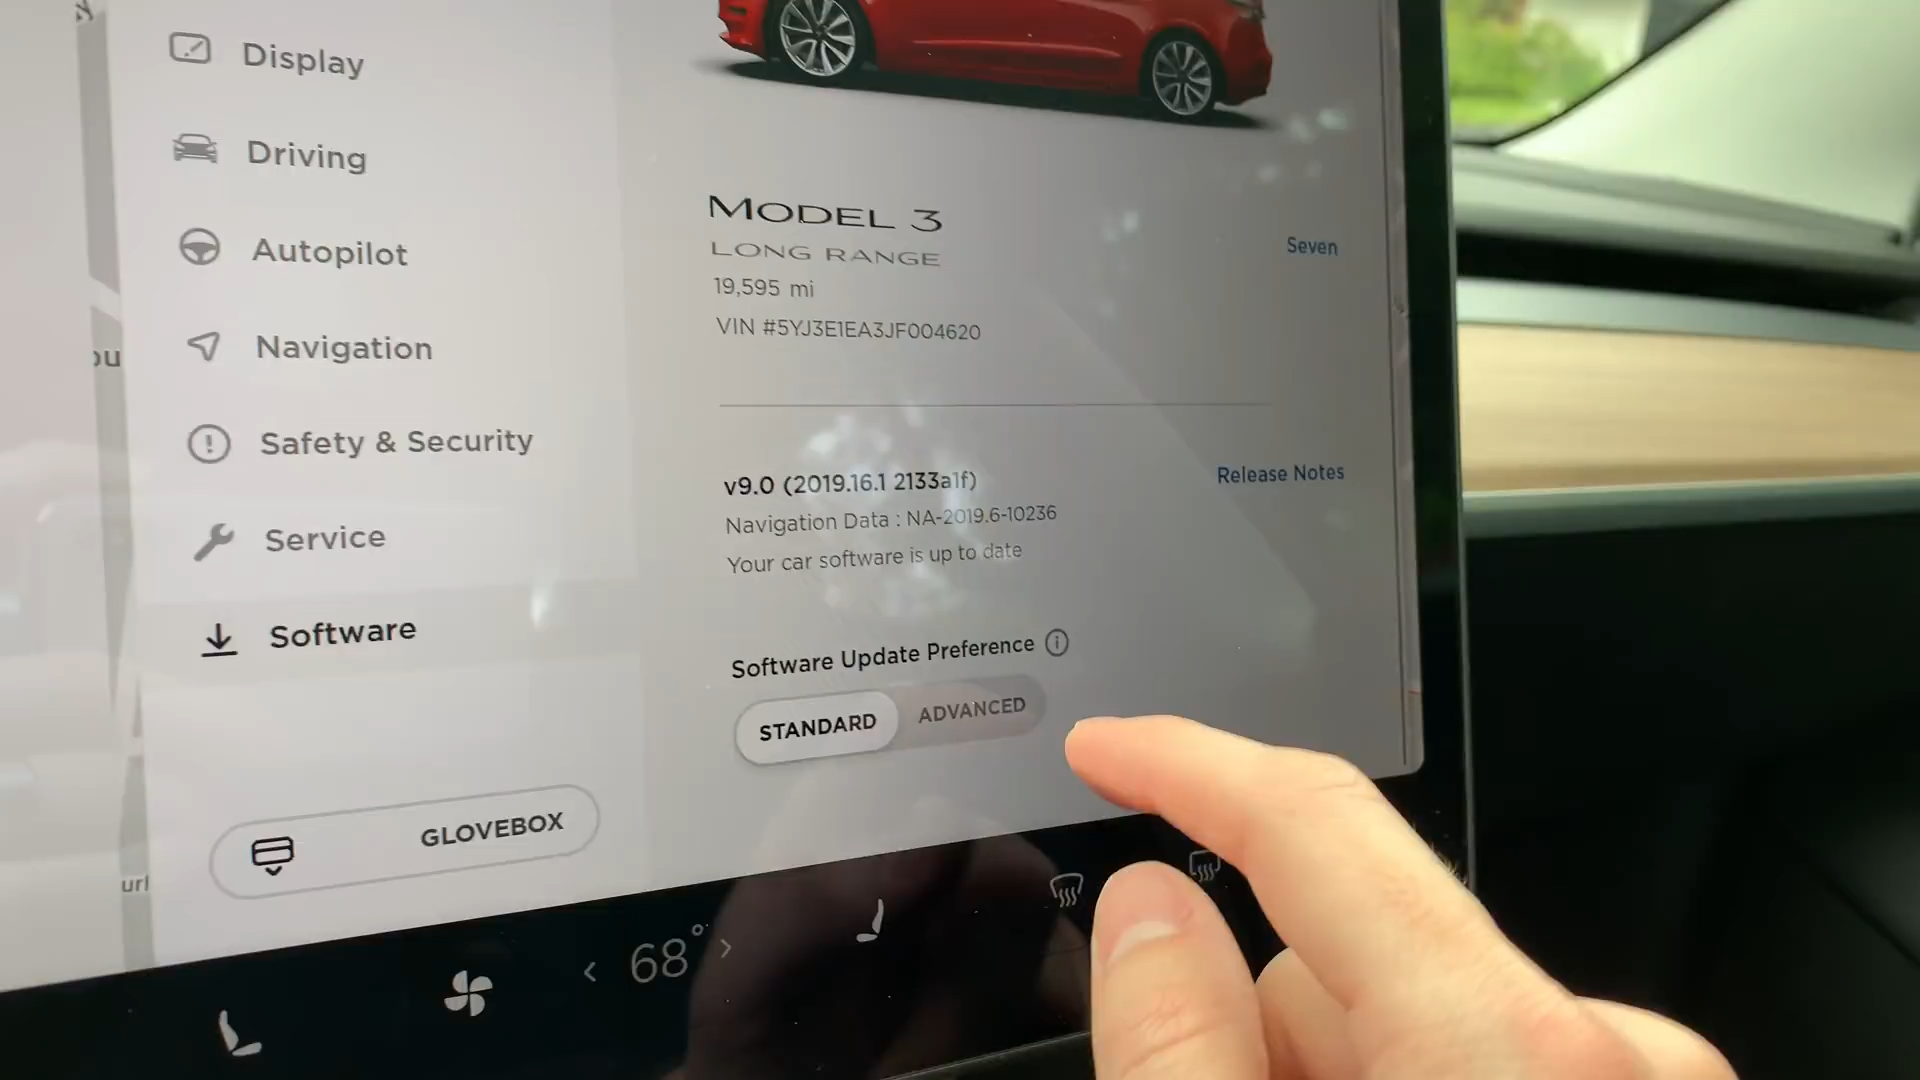 Display
Driving
Autopilot
Navigation
Safety & Security
Service
Software
GLOVEBOX
MODEL 3
LONG RANGE
19,595 mi
VIN #5YJ3E1EA3JF004620
Seven
v9.0 (2019.16.1 2133a1f)
Release Notes
Navigation Data : NA-2019.6-10236
Your car software is up to date
Software Update Preference
STANDARD
ADVANCED
68°
ou
url